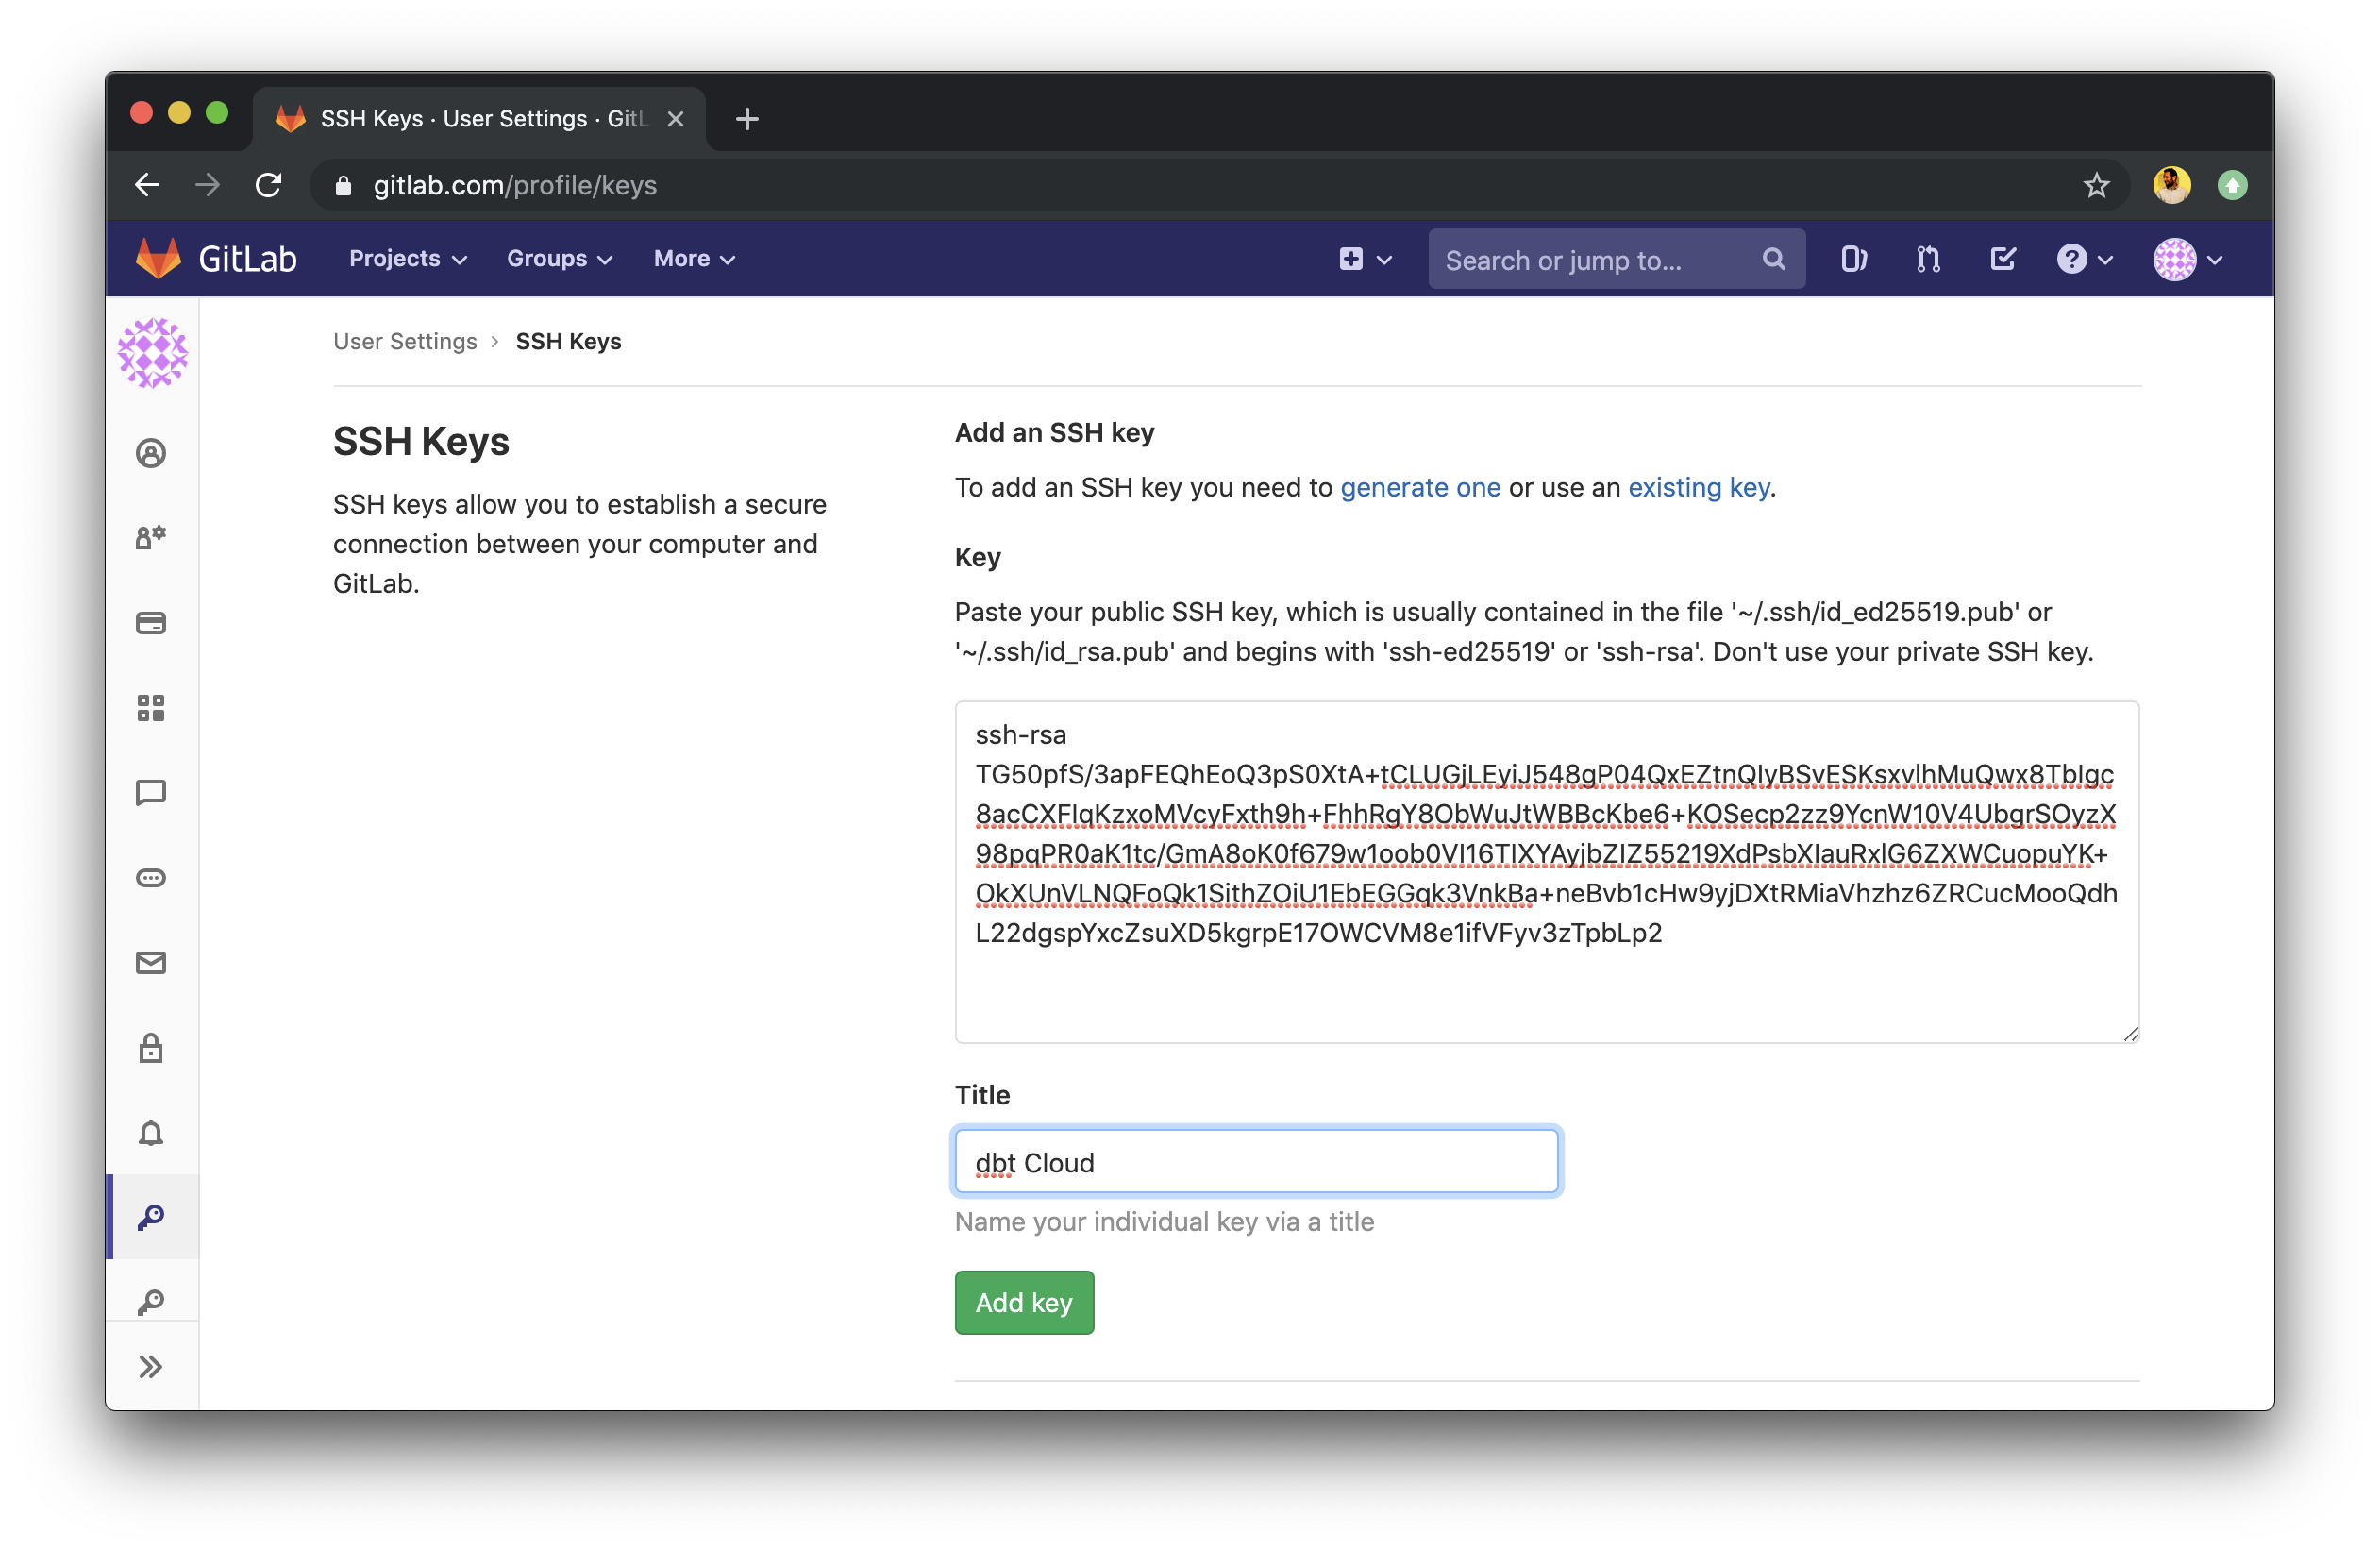 SSH Keys · User Settings · GitL
gitlab.com/profile/keys
GitLab
Projects
Groups
More
Search or jump to...
User Settings
SSH Keys
SSH Keys
SSH keys allow you to establish a secure
connection between your computer and
GitLab.
Add an SSH key
To add an SSH key you need to generate one or use an existing key.
Key
Paste your public SSH key, which is usually contained in the file '~/.ssh/id_ed25519.pub' or
'~/.ssh/id_rsa.pub' and begins with 'ssh-ed25519' or 'ssh-rsa'. Don't use your private SSH key.
ssh-rsa
TG50pfS/3apFEQhEoQ3pS0XtA+tCLUGjLEyiJ548gP04QxEZtnQIyBSvESKsxvlhMuQwx8TbIgc
8acCXFlqKzxoMVcyFxth9h+FhhRgY8ObWuJtWBBcKbe6+KOSecp2zz9YcnW10V4UbgrSOyzX
98pqPR0aK1tc/GmA8oK0f679w1oob0Vl16TIXYAyjbZIZ55219XdPsbXIauRxlG6ZXWCuopuYK+
OkXUnVLNQFoQk1SithZOiU1EbEGGqk3VnkBa+neBvb1cHw9yjDXtRMiaVhzhz6ZRCucMooQdh
L22dgspYxcZsuXD5kgrpE17OWCVM8e1ifVFyv3zTpbLp2
Title
dbt Cloud
Name your individual key via a title
Add key